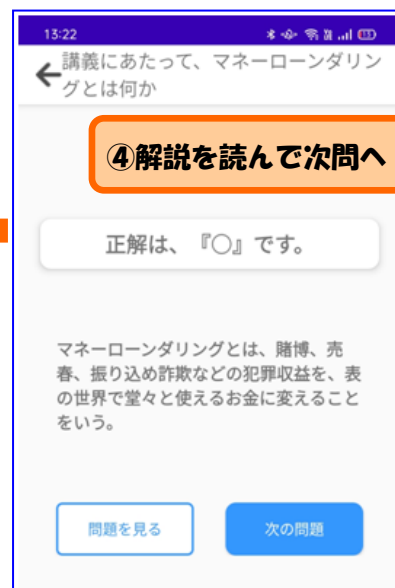 13:22
講義にあたって、マネーローンダリン
グとは何か
④解説を読んで次問へ
正解は、『○』です。
マネーローンダリングとは、賭博、売
春、振り込め詐欺などの犯罪収益を、表
の世界で堂々と使えるお金に変えること
をいう。
問題を見る
次の問題